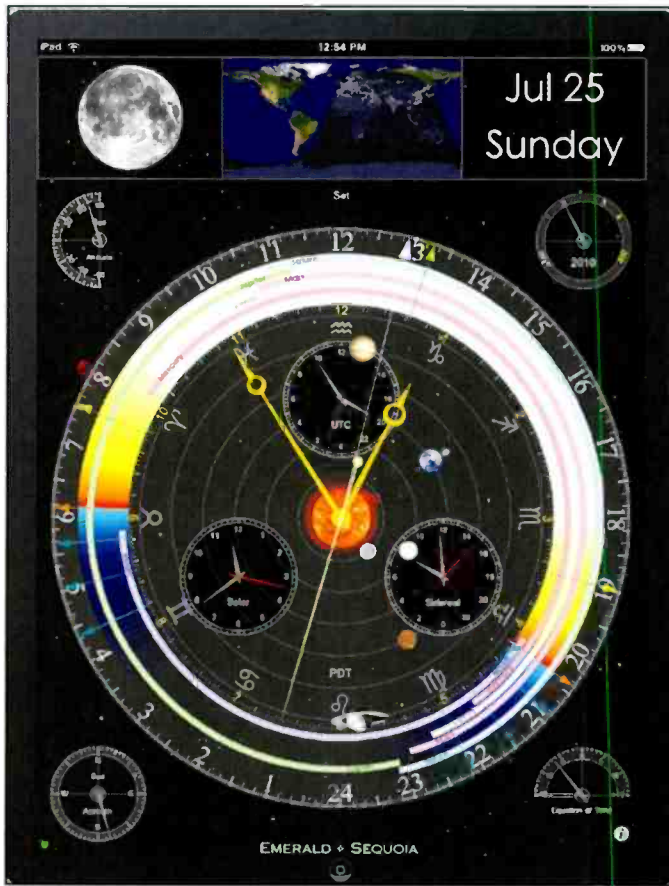 iPad 12:54 PM 100%
Jul 25
Sunday
Set
Altitude
2010
12 13 14 15 16 17 18 19 20 21 22 23 24 1 2 3 4 5 6 7 8 9 10 11
Saturn
Jupiter
Mars
Mercury
UTC
Solar
Sidereal
PDT
Sun
Azimuth
Equation of Time
EMERALD & SEQUOIA